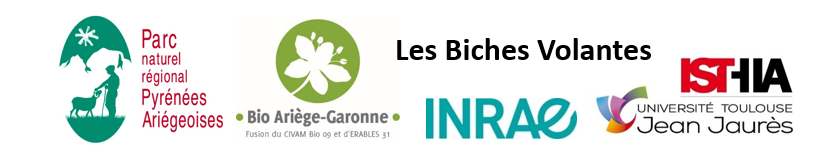 Parc
naturel
régional
Pyrénées
Ariégeoises
• Bio Ariège-Garonne •
Fusion du CIVAM Bio 09 et d'ERABLES 31
Les Biches Volantes
INRAE
ISTHIA
UNIVERSITÉ TOULOUSE
Jean Jaurès